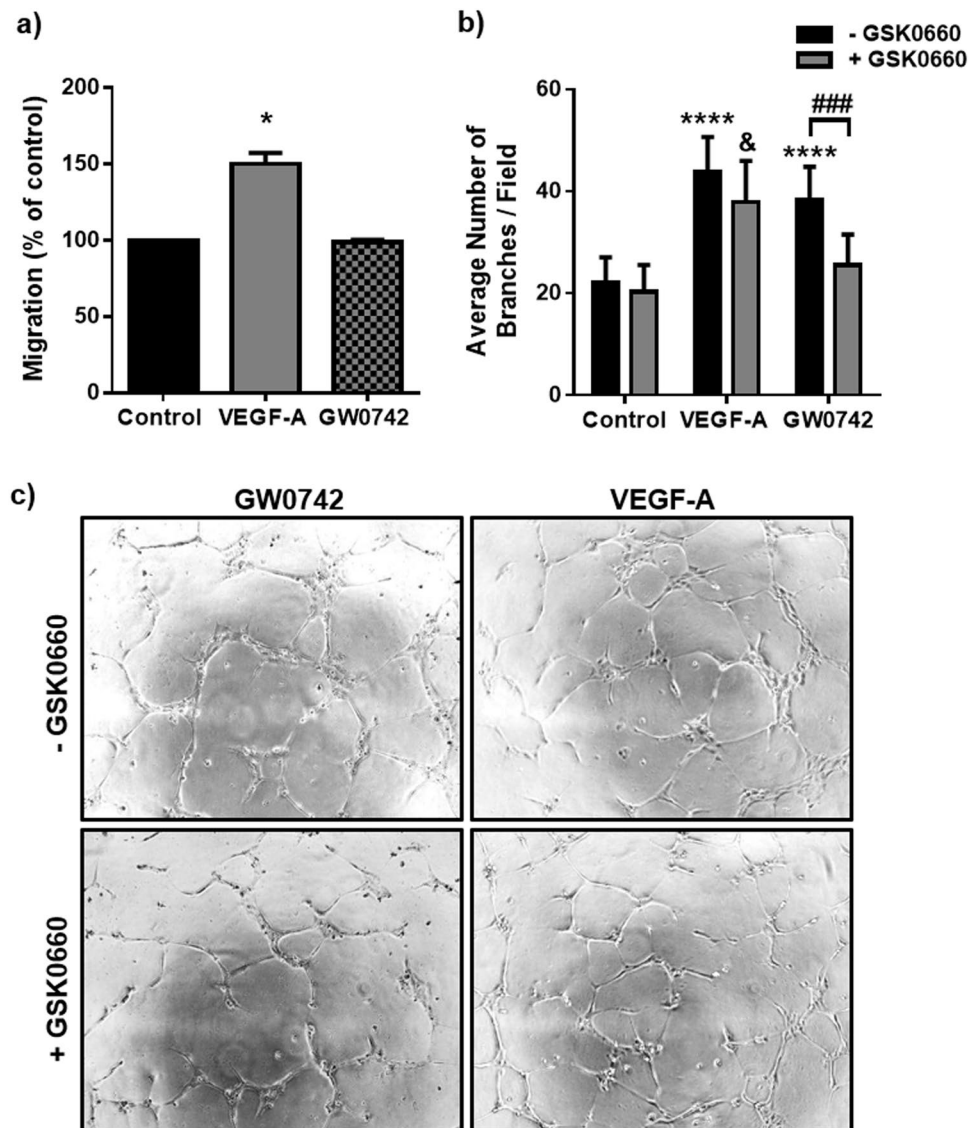 a)
Migration (% of control)
200
150
100
50
0
*
Control VEGF-A GW0742
b)
- GSK0660
+ GSK0660
Average Number of
Branches / Field
60
40
20
0
****
&
****
###
Control VEGF-A GW0742
c)
GW0742 VEGF-A
- GSK0660
+ GSK0660